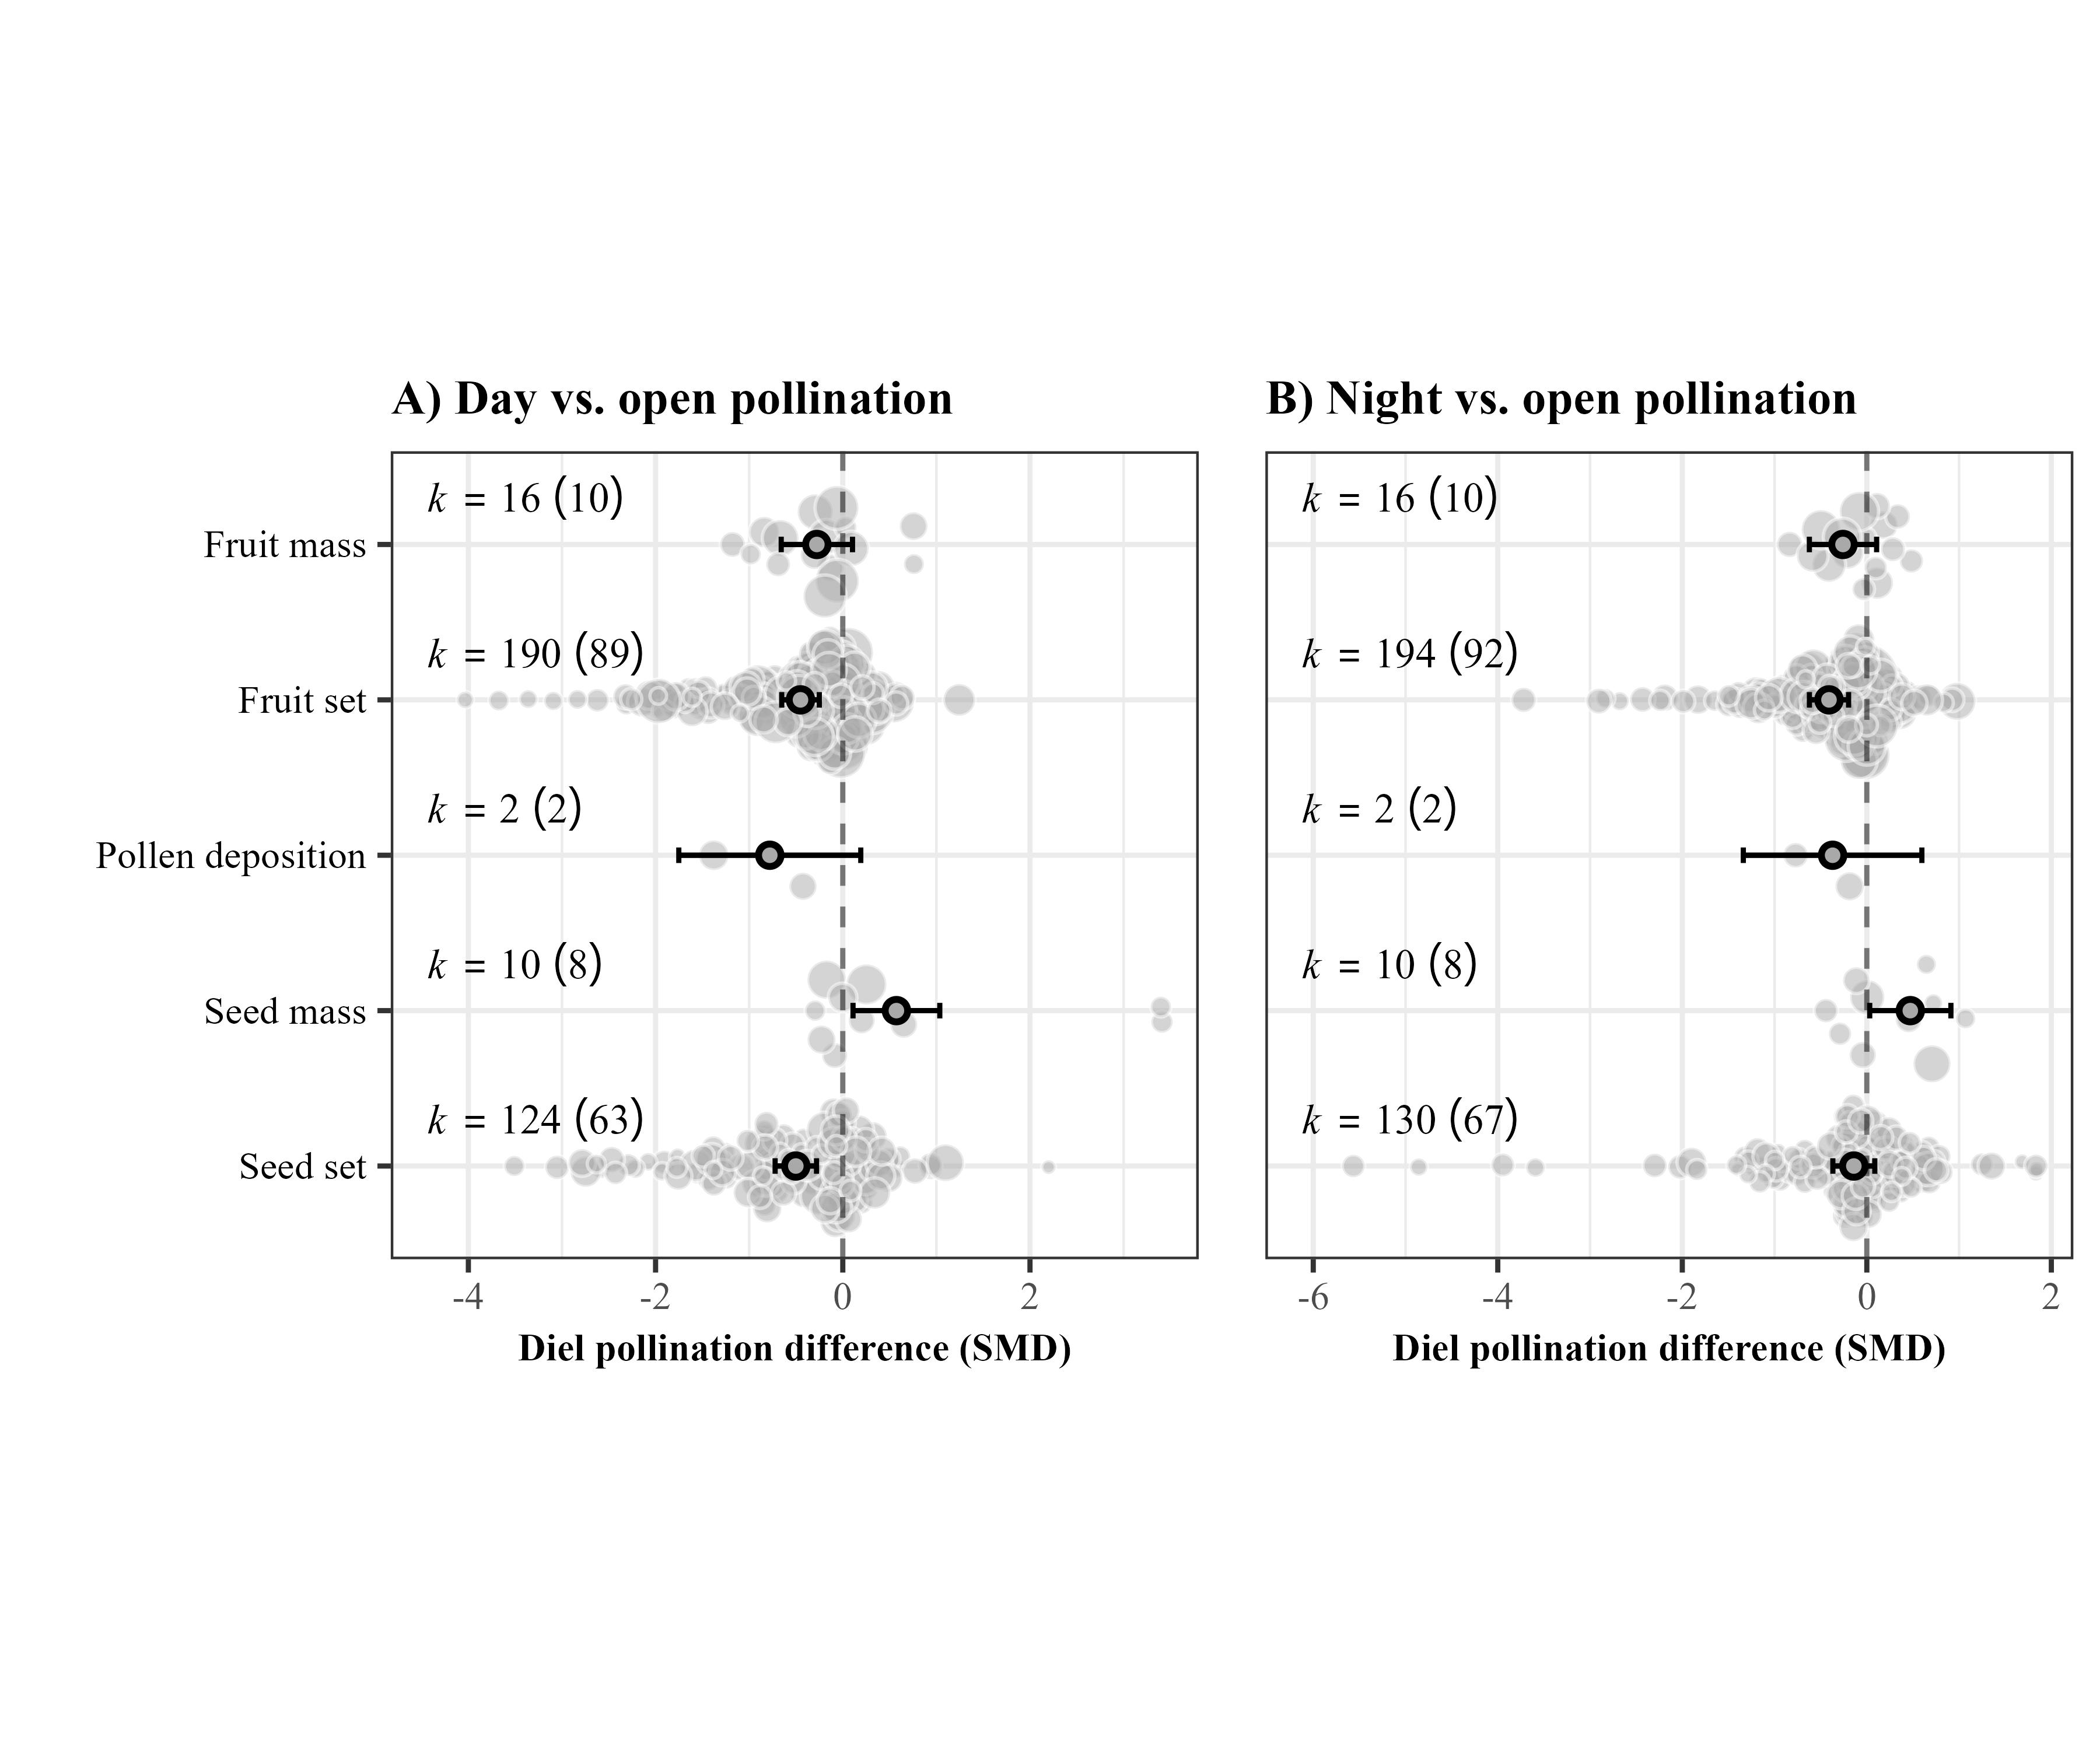 A) Day vs. open pollination
B) Night vs. open pollination
Fruit mass
k = 16 (10)
k = 16 (10)
Fruit set
k = 190 (89)
k = 194 (92)
Pollen deposition
k = 2 (2)
k = 2 (2)
Seed mass
k = 10 (8)
k = 10 (8)
Seed set
k = 124 (63)
k = 130 (67)
-4 -2 0 2
-6 -4 -2 0 2
Diel pollination difference (SMD)
Diel pollination difference (SMD)